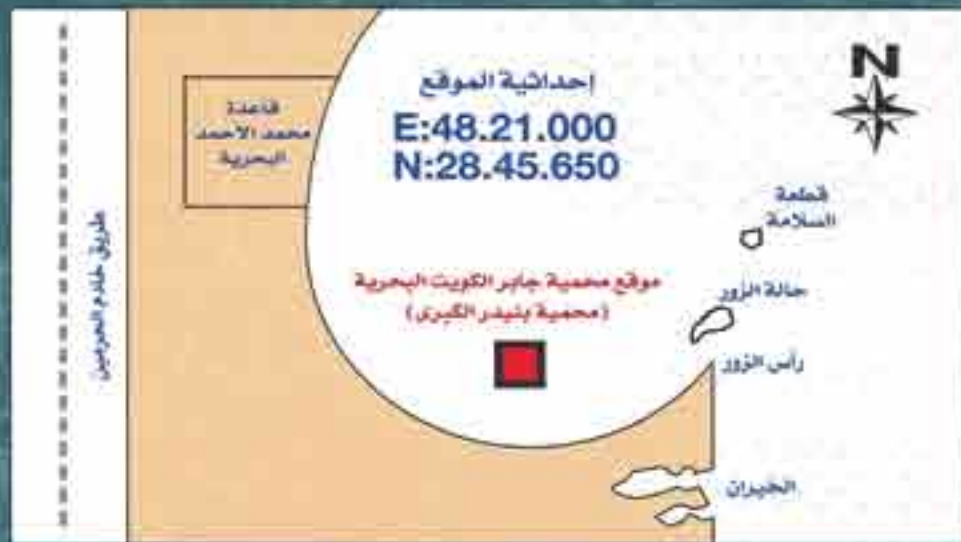 إحداثية الموقع
E:48.21.000
N:28.45.650
N
قاعدة
محمد الأحمد
البحرية
قطعة
السلامة
طريق خادم الحرمين
موقع محمية جابر الكويت البحرية
(محمية بنيدر الكبرى)
حالة الزور
رأس الزور
الخيران